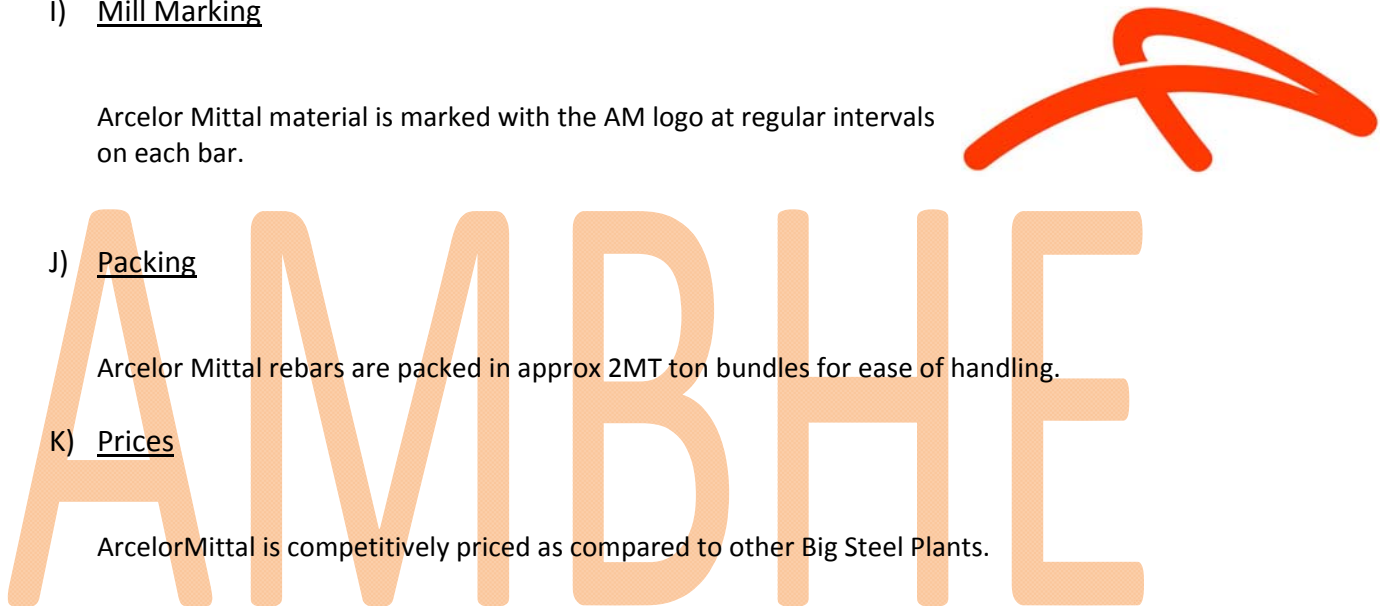 I) Mill Marking
Arcelor Mittal material is marked with the AM logo at regular intervals
on each bar.
J) Packing
Arcelor Mittal rebars are packed in approx 2MT ton bundles for ease of handling.
K) Prices
ArcelorMittal is competitively priced as compared to other Big Steel Plants.
AMBHE